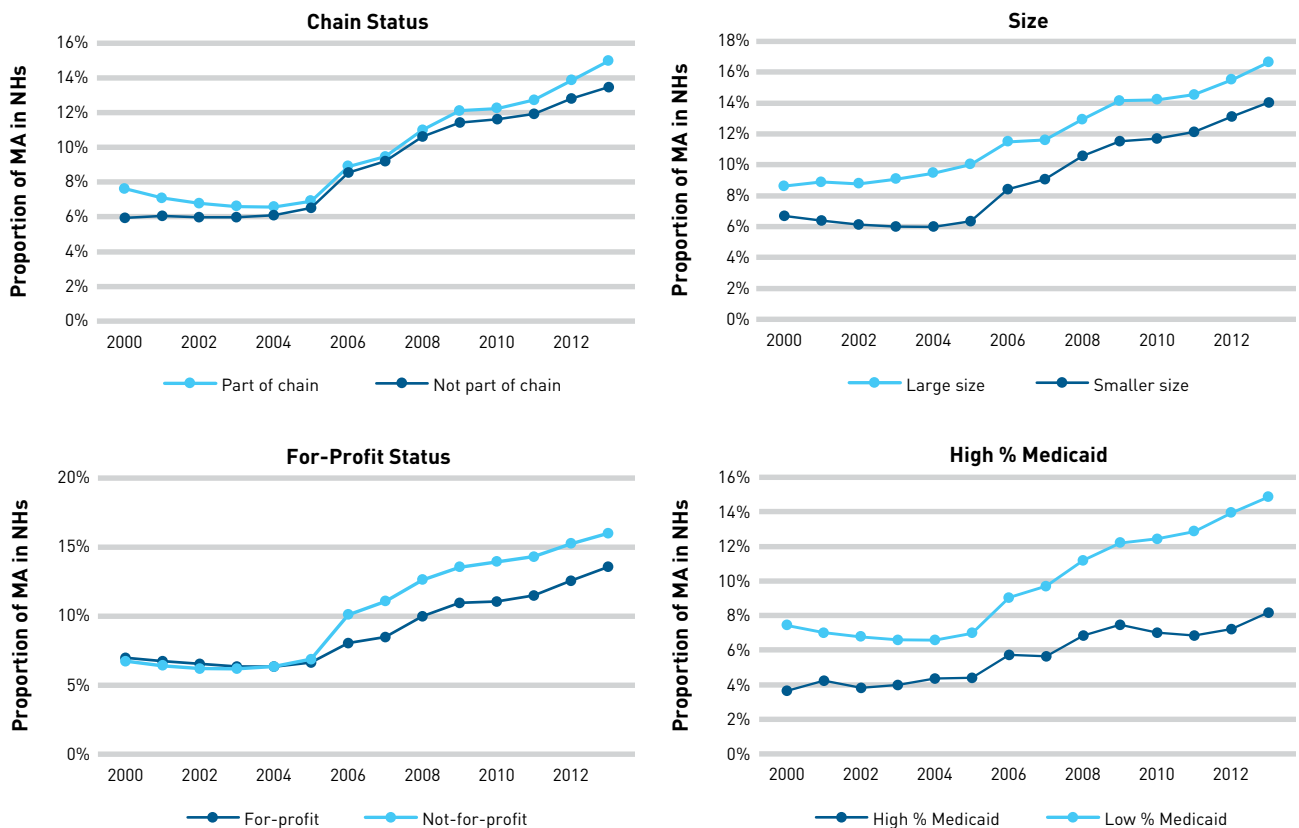 Chain Status
Proportion of MA in NHs
16%
14%
12%
10%
8%
6%
4%
2%
0%
2000 2002 2004 2006 2008 2010 2012
Part of chain Not part of chain
Size
Proportion of MA in NHs
18%
16%
14%
12%
10%
8%
6%
4%
2%
0%
2000 2002 2004 2006 2008 2010 2012
Large size Smaller size
For-Profit Status
Proportion of MA in NHs
20%
15%
10%
5%
0%
2000 2002 2004 2006 2008 2010 2012
For-profit Not-for-profit
High % Medicaid
Proportion of MA in NHs
16%
14%
12%
10%
8%
6%
4%
2%
0%
2000 2002 2004 2006 2008 2010 2012
High % Medicaid Low % Medicaid